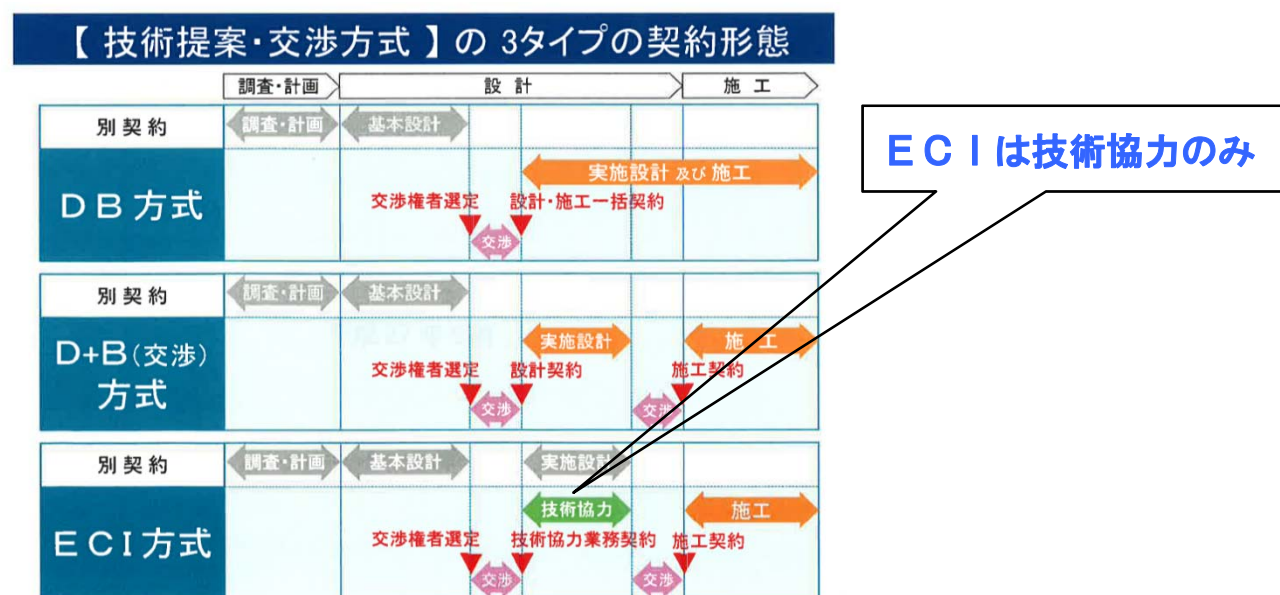 【 技術提案・交渉方式 】の 3タイプの契約形態
調査・計画
設 計
施 工
別 契 約
調査・計画
基本設計
ＤＢ方式
実施設計 及び 施工
交渉権者選定
設計・施工一括契約
交渉
別 契 約
調査・計画
基本設計
D+B(交渉)
方式
実施設計
施 工
交渉権者選定
設計契約
施工契約
交渉
交渉
別 契 約
調査・計画
基本設計
実施設計
ＥＣＩ方式
技術協力
施工
交渉権者選定
技術協力業務契約
施工契約
交渉
交渉
ＥＣＩは技術協力のみ